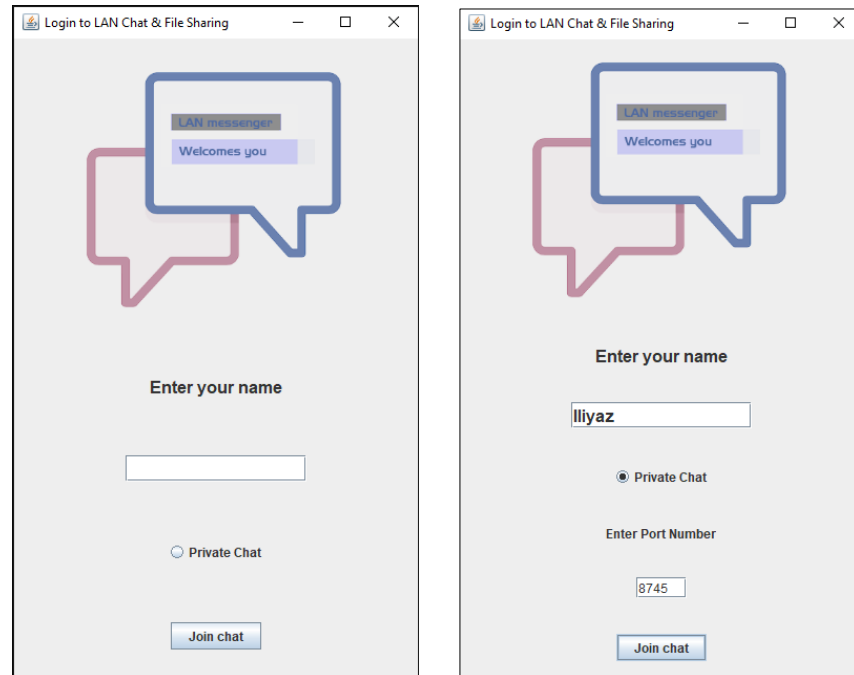 Login to LAN Chat & File Sharing
LAN messenger
Welcomes you
Enter your name
Private Chat
Join chat
Login to LAN Chat & File Sharing
LAN messenger
Welcomes you
Enter your name
Iliyaz
Private Chat
Enter Port Number
8745
Join chat